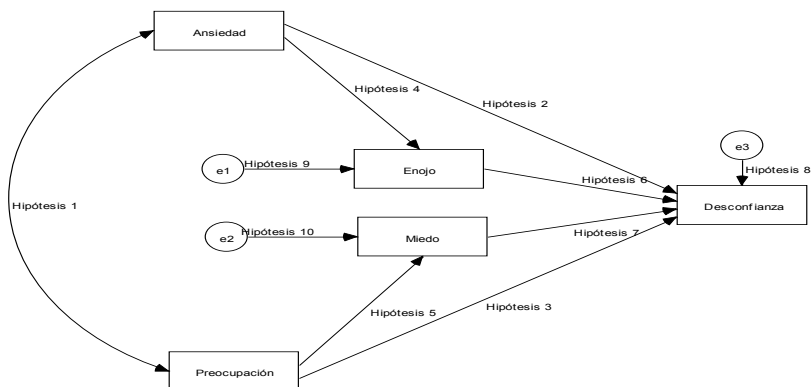 Ansiedad
Hipótesis 4
Hipótesis 2
e3
e1
Hipótesis 9
Enojo
Hipótesis 8
Hipótesis 6
Hipótesis 1
Desconfianza
e2
Hipótesis 10
Miedo
Hipótesis 7
Hipótesis 5
Hipótesis 3
Preocupación